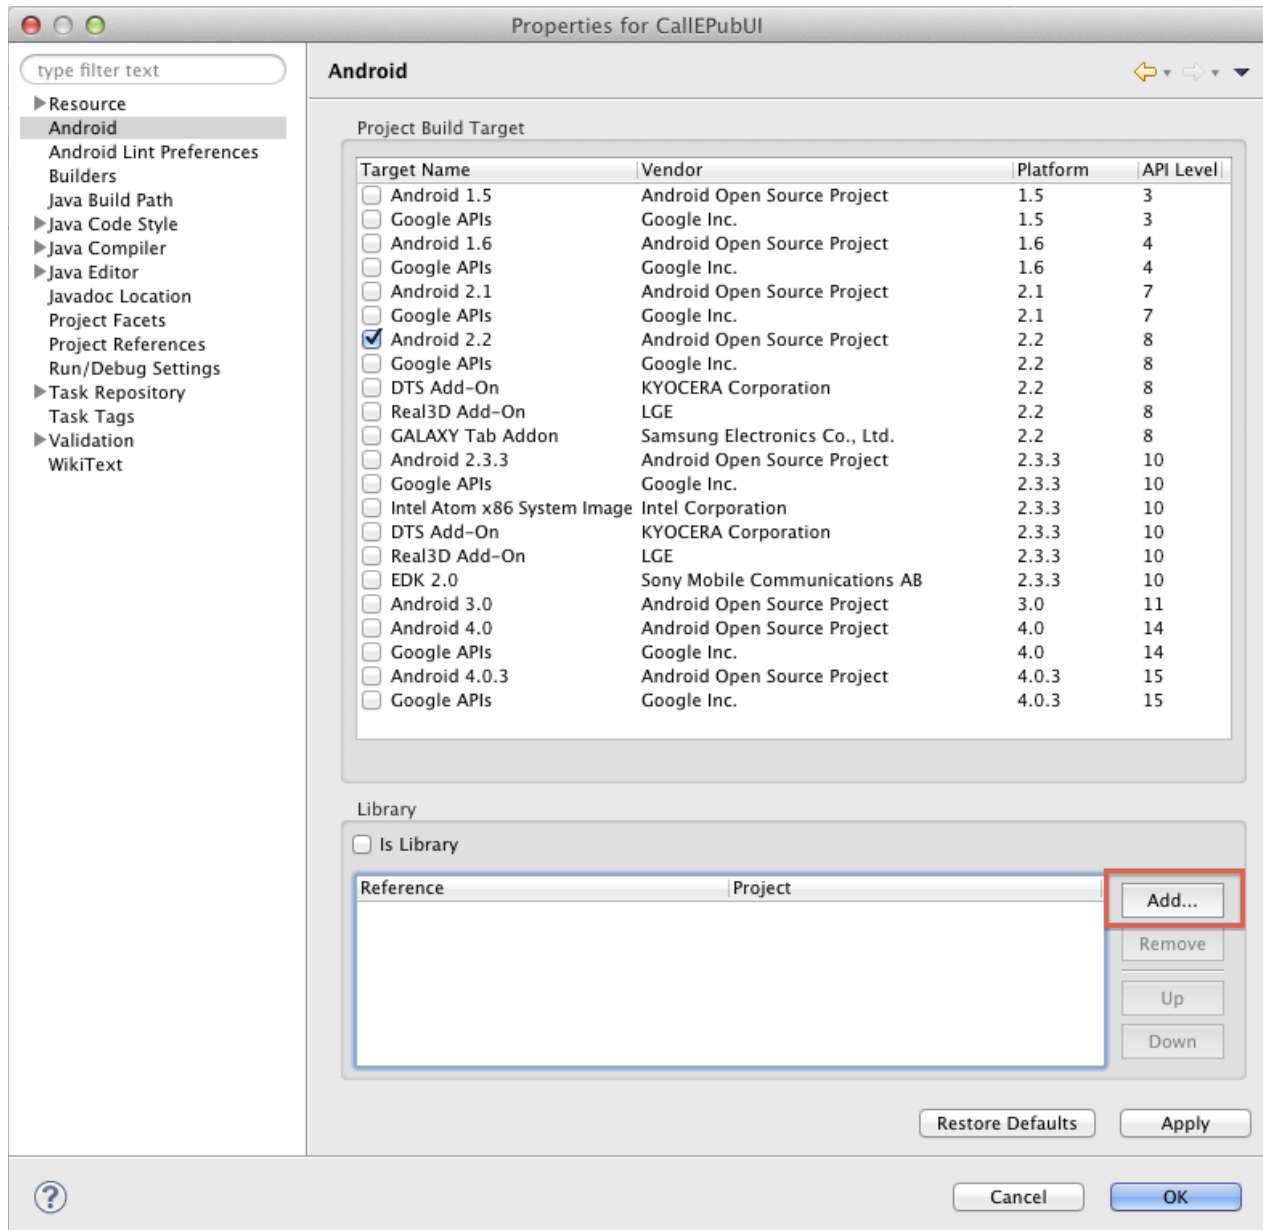 Properties for CallEPubUI
type filter text
Resource
Android
Android Lint Preferences
Builders
Java Build Path
Java Code Style
Java Compiler
Java Editor
Javadoc Location
Project Facets
Project References
Run/Debug Settings
Task Repository
Task Tags
Validation
WikiText
Android
Project Build Target
Target Name Vendor Platform API Level
Android 1.5 Android Open Source Project 1.5 3
Google APIs Google Inc. 1.5 3
Android 1.6 Android Open Source Project 1.6 4
Google APIs Google Inc. 1.6 4
Android 2.1 Android Open Source Project 2.1 7
Google APIs Google Inc. 2.1 7
Android 2.2 Android Open Source Project 2.2 8
Google APIs Google Inc. 2.2 8
DTS Add-On KYOCERA Corporation 2.2 8
Real3D Add-On LGE 2.2 8
GALAXY Tab Addon Samsung Electronics Co., Ltd. 2.2 8
Android 2.3.3 Android Open Source Project 2.3.3 10
Google APIs Google Inc. 2.3.3 10
Intel Atom x86 System Image Intel Corporation 2.3.3 10
DTS Add-On KYOCERA Corporation 2.3.3 10
Real3D Add-On LGE 2.3.3 10
EDK 2.0 Sony Mobile Communications AB 2.3.3 10
Android 3.0 Android Open Source Project 3.0 11
Android 4.0 Android Open Source Project 4.0 14
Google APIs Google Inc. 4.0 14
Android 4.0.3 Android Open Source Project 4.0.3 15
Google APIs Google Inc. 4.0.3 15
Library
Is Library
Reference Project
Add...
Remove
Up
Down
Restore Defaults Apply
? Cancel OK